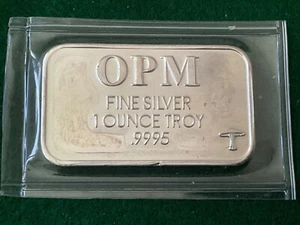 OPM
FINE SILVER
1 OUNCE TROY
.9995
T